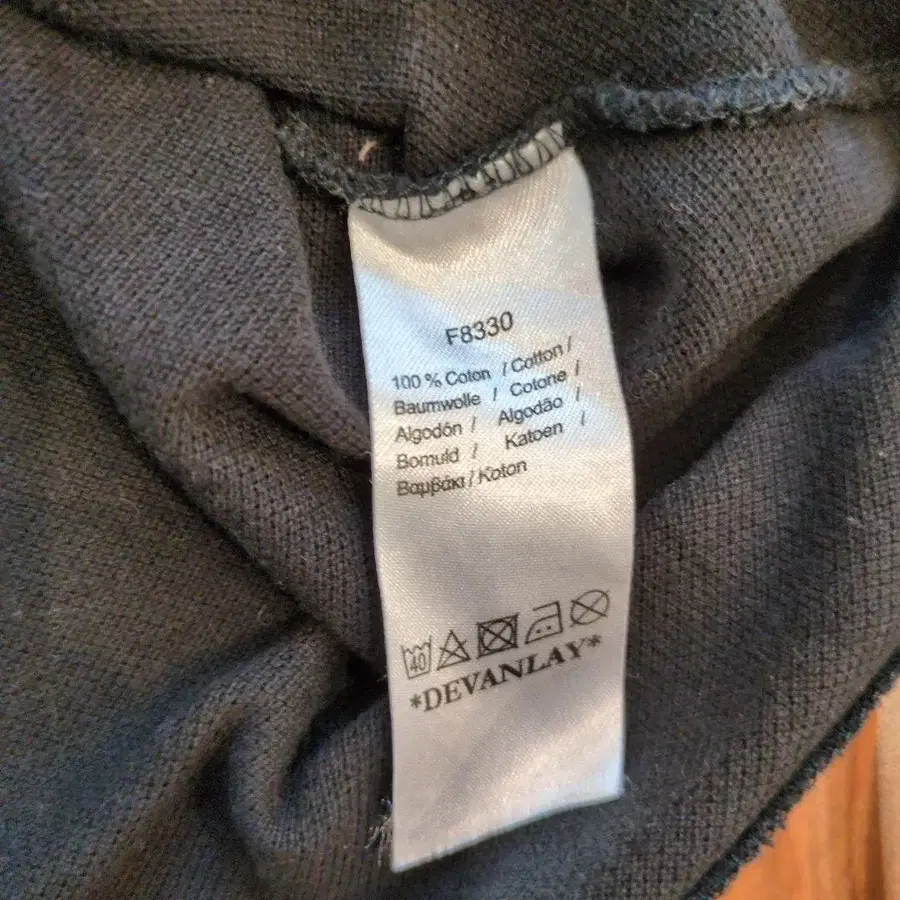 F8330
100 % Coton / Cotton /
Baumwolle / Cotone /
Algodón / Algodão /
Bomuld / Katoen /
Βαμβάκι / Koton
40
*DEVANLAY*